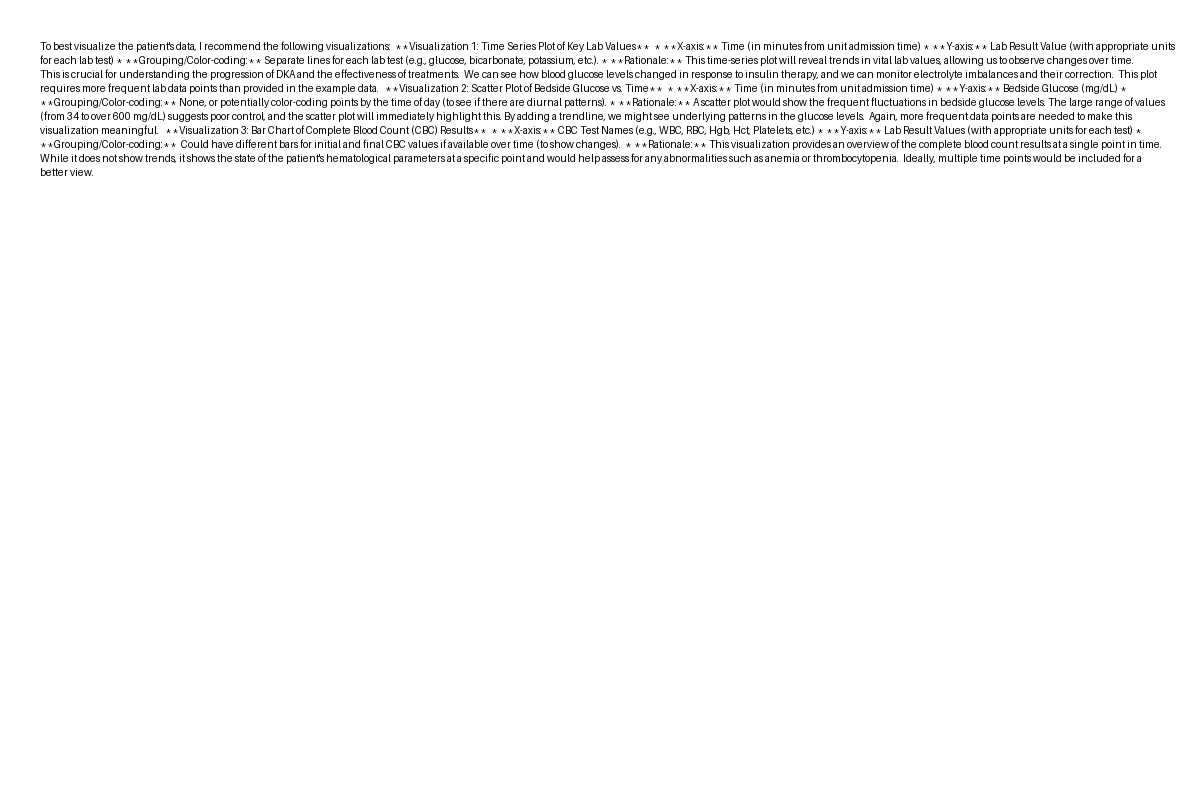 To best visualize the patient's data, I recommend the following visualizations:  **Visualization 1: Time Series Plot of Key Lab Values**  * **X-axis:** Time (in minutes from unit admission time) * **Y-axis:** Lab Result Value (with appropriate units
for each lab test) * **Grouping/Color-coding:** Separate lines for each lab test (e.g., glucose, bicarbonate, potassium, etc.). * **Rationale:** This time-series plot will reveal trends in vital lab values, allowing us to observe changes over time.
This is crucial for understanding the progression of DKA and the effectiveness of treatments.  We can see how blood glucose levels changed in response to insulin therapy, and we can monitor electrolyte imbalances and their correction.  This plot
requires more frequent lab data points than provided in the example data.   **Visualization 2: Scatter Plot of Bedside Glucose vs. Time**  * **X-axis:** Time (in minutes from unit admission time) * **Y-axis:** Bedside Glucose (mg/dL) *
**Grouping/Color-coding:** None, or potentially color-coding points by the time of day (to see if there are diurnal patterns). * **Rationale:** A scatter plot would show the frequent fluctuations in bedside glucose levels. The large range of values
(from 34 to over 600 mg/dL) suggests poor control, and the scatter plot will immediately highlight this. By adding a trendline, we might see underlying patterns in the glucose levels.  Again, more frequent data points are needed to make this
visualization meaningful.   **Visualization 3: Bar Chart of Complete Blood Count (CBC) Results**  * **X-axis:** CBC Test Names (e.g., WBC, RBC, Hgb, Hct, Platelets, etc.) * **Y-axis:** Lab Result Values (with appropriate units for each test) *
**Grouping/Color-coding:** Could have different bars for initial and final CBC values if available over time (to show changes).  * **Rationale:** This visualization provides an overview of the complete blood count results at a single point in time.
While it does not show trends, it shows the state of the patient's hematological parameters at a specific point and would help assess for any abnormalities such as anemia or thrombocytopenia.  Ideally, multiple time points would be included for a
better view.